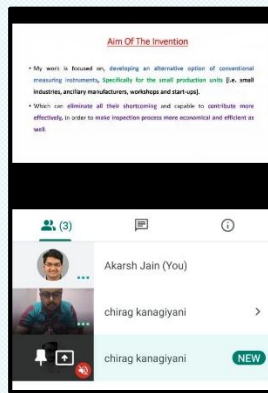 Aim Of The Invention
• My work is focused on, developing an alternative option of conventional
measuring instruments, Specifically for the small production units [i.e. small
industries, ancillary manufacturers, workshops and start-ups].
• Which can eliminate all their shortcoming and capable to contribute more
effectively, in order to make inspection process more economical and efficient as
well.
(3)
Akarsh Jain (You)
chirag kanagiyani
chirag kanagiyani
NEW